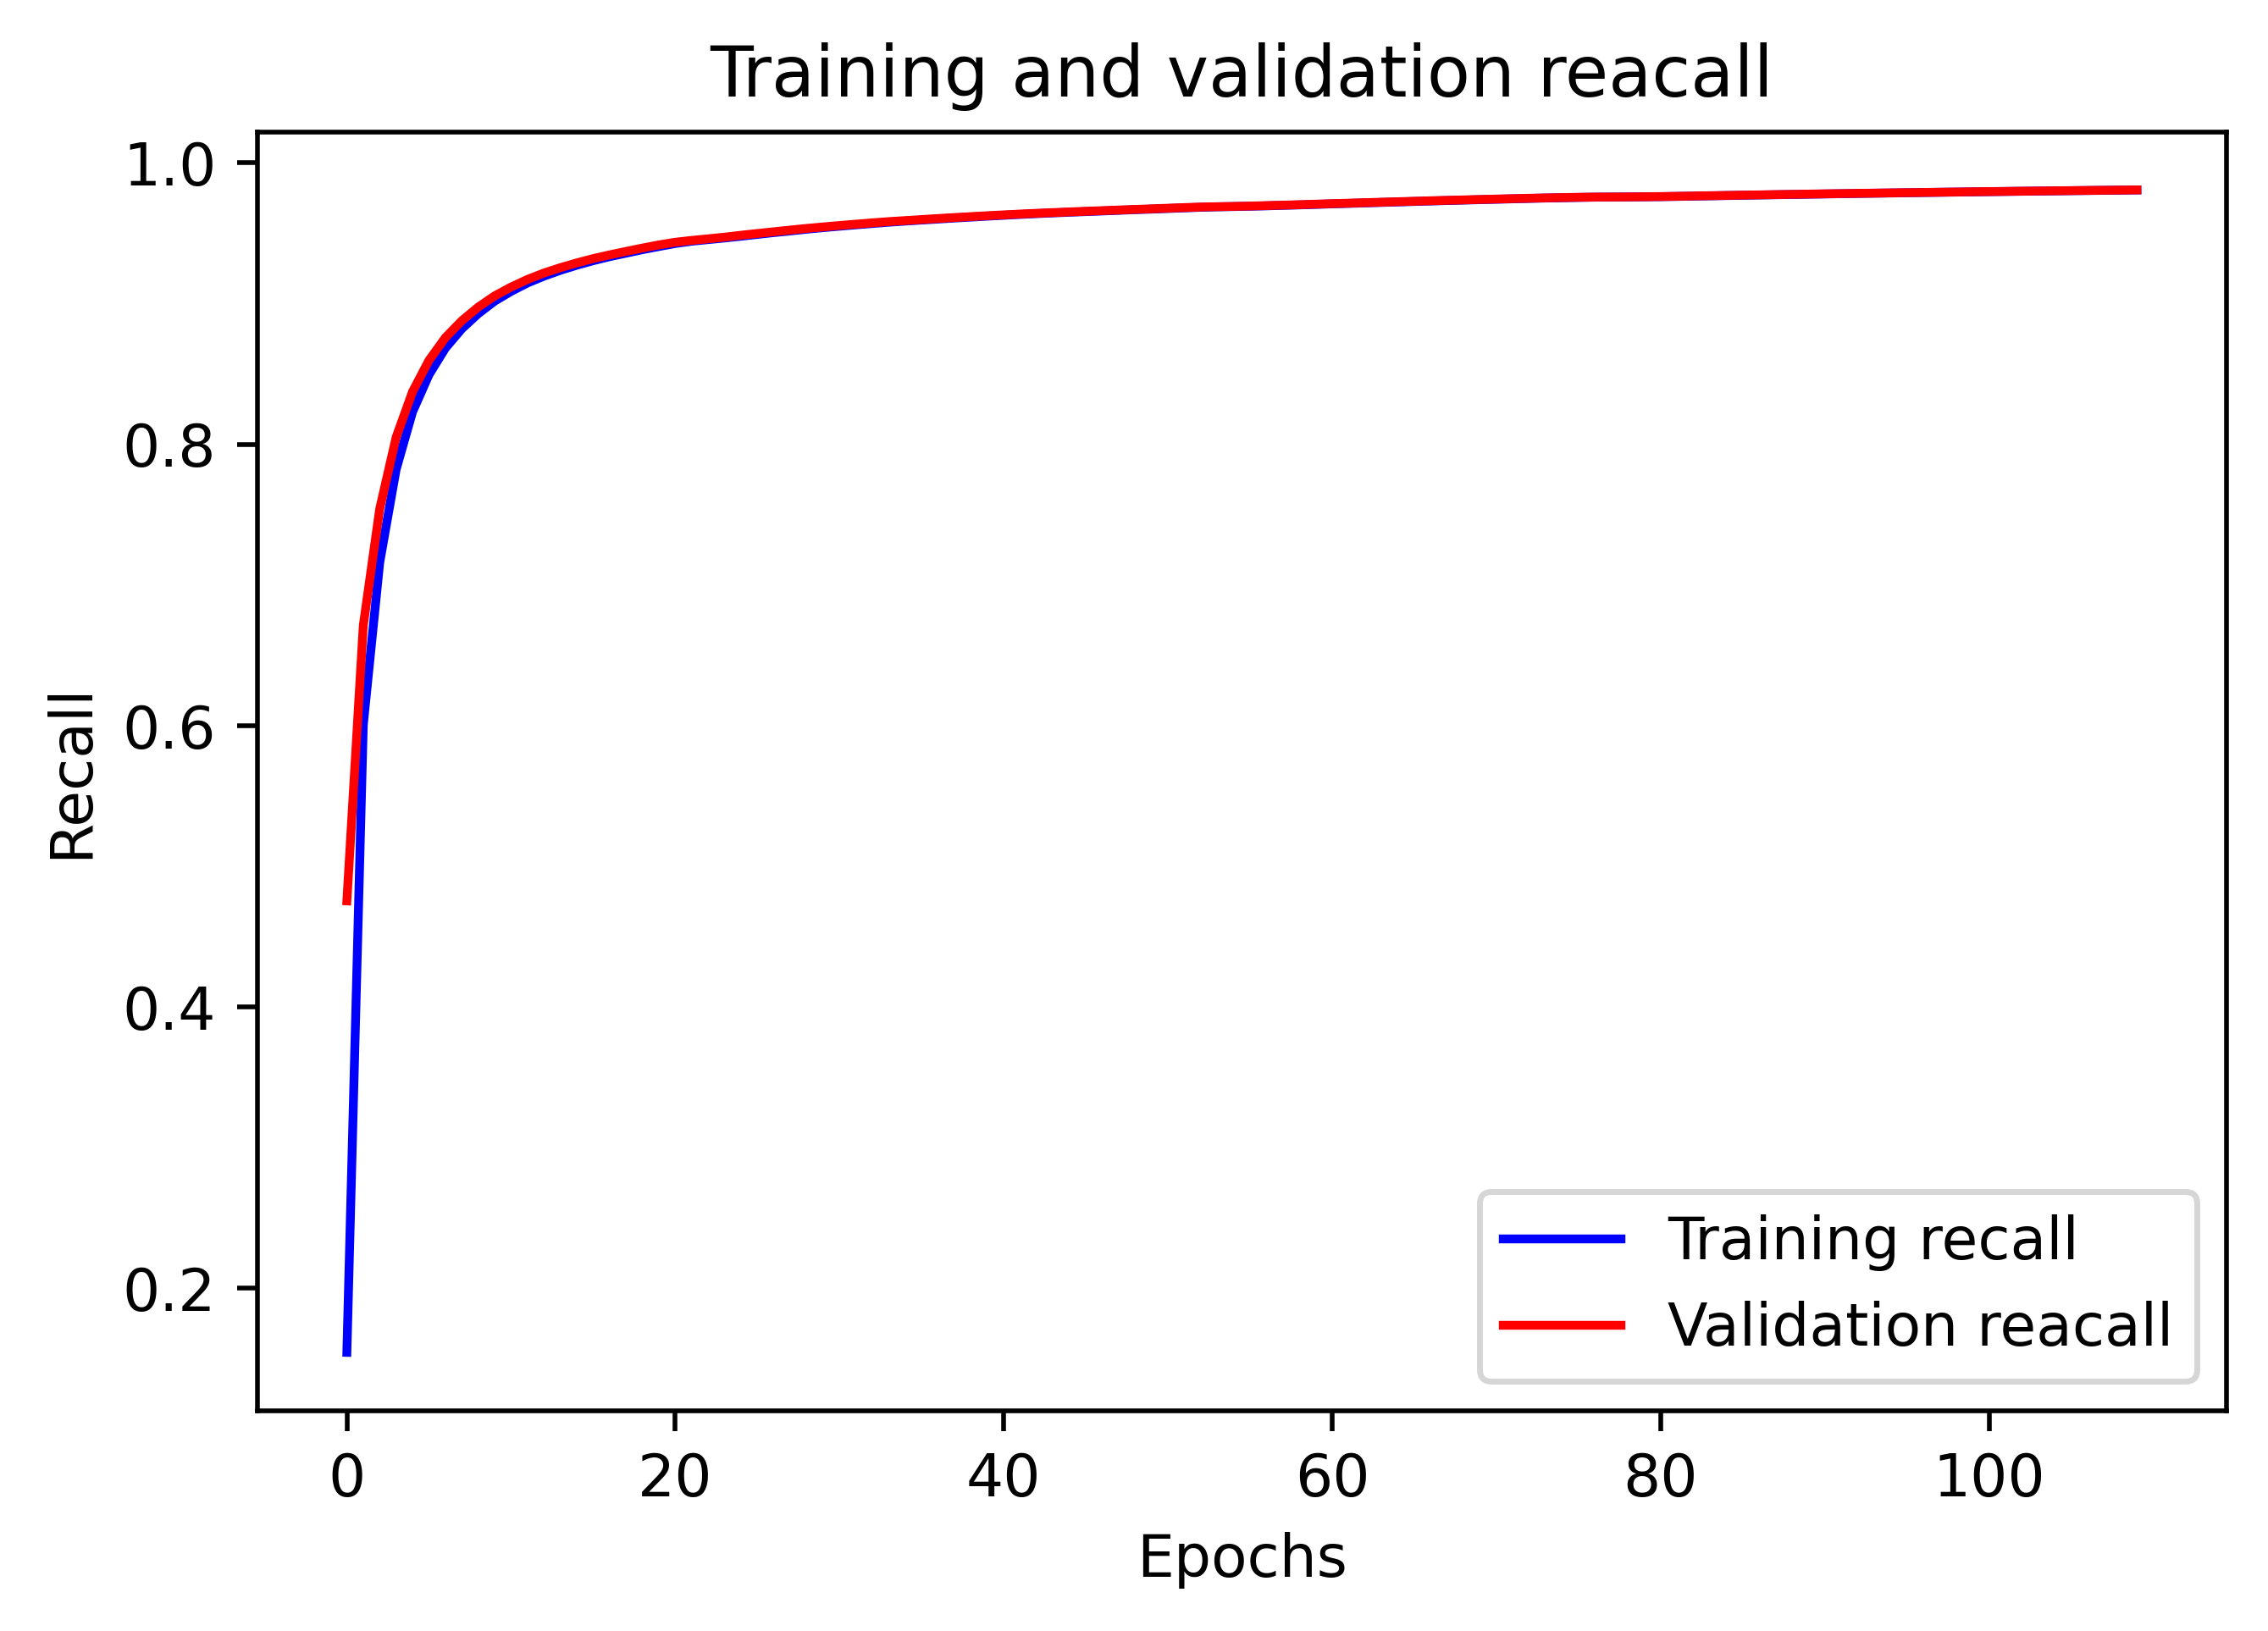 Training and validation reacall
1.0
0.8
0.6
0.4
0.2
Recall
0 20 40 60 80 100
Epochs
Training recall
Validation reacall